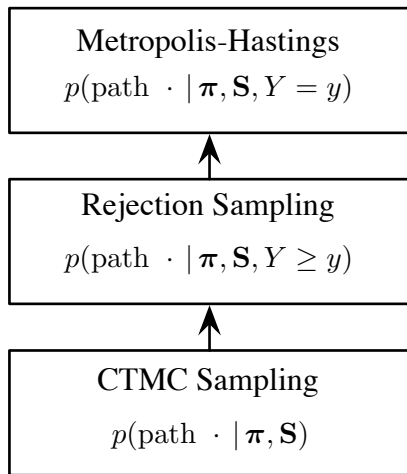 Metropolis-Hastings
p(path · | π, S, Y = y)
Rejection Sampling
p(path · | π, S, Y ≥ y)
CTMC Sampling
p(path · | π, S)